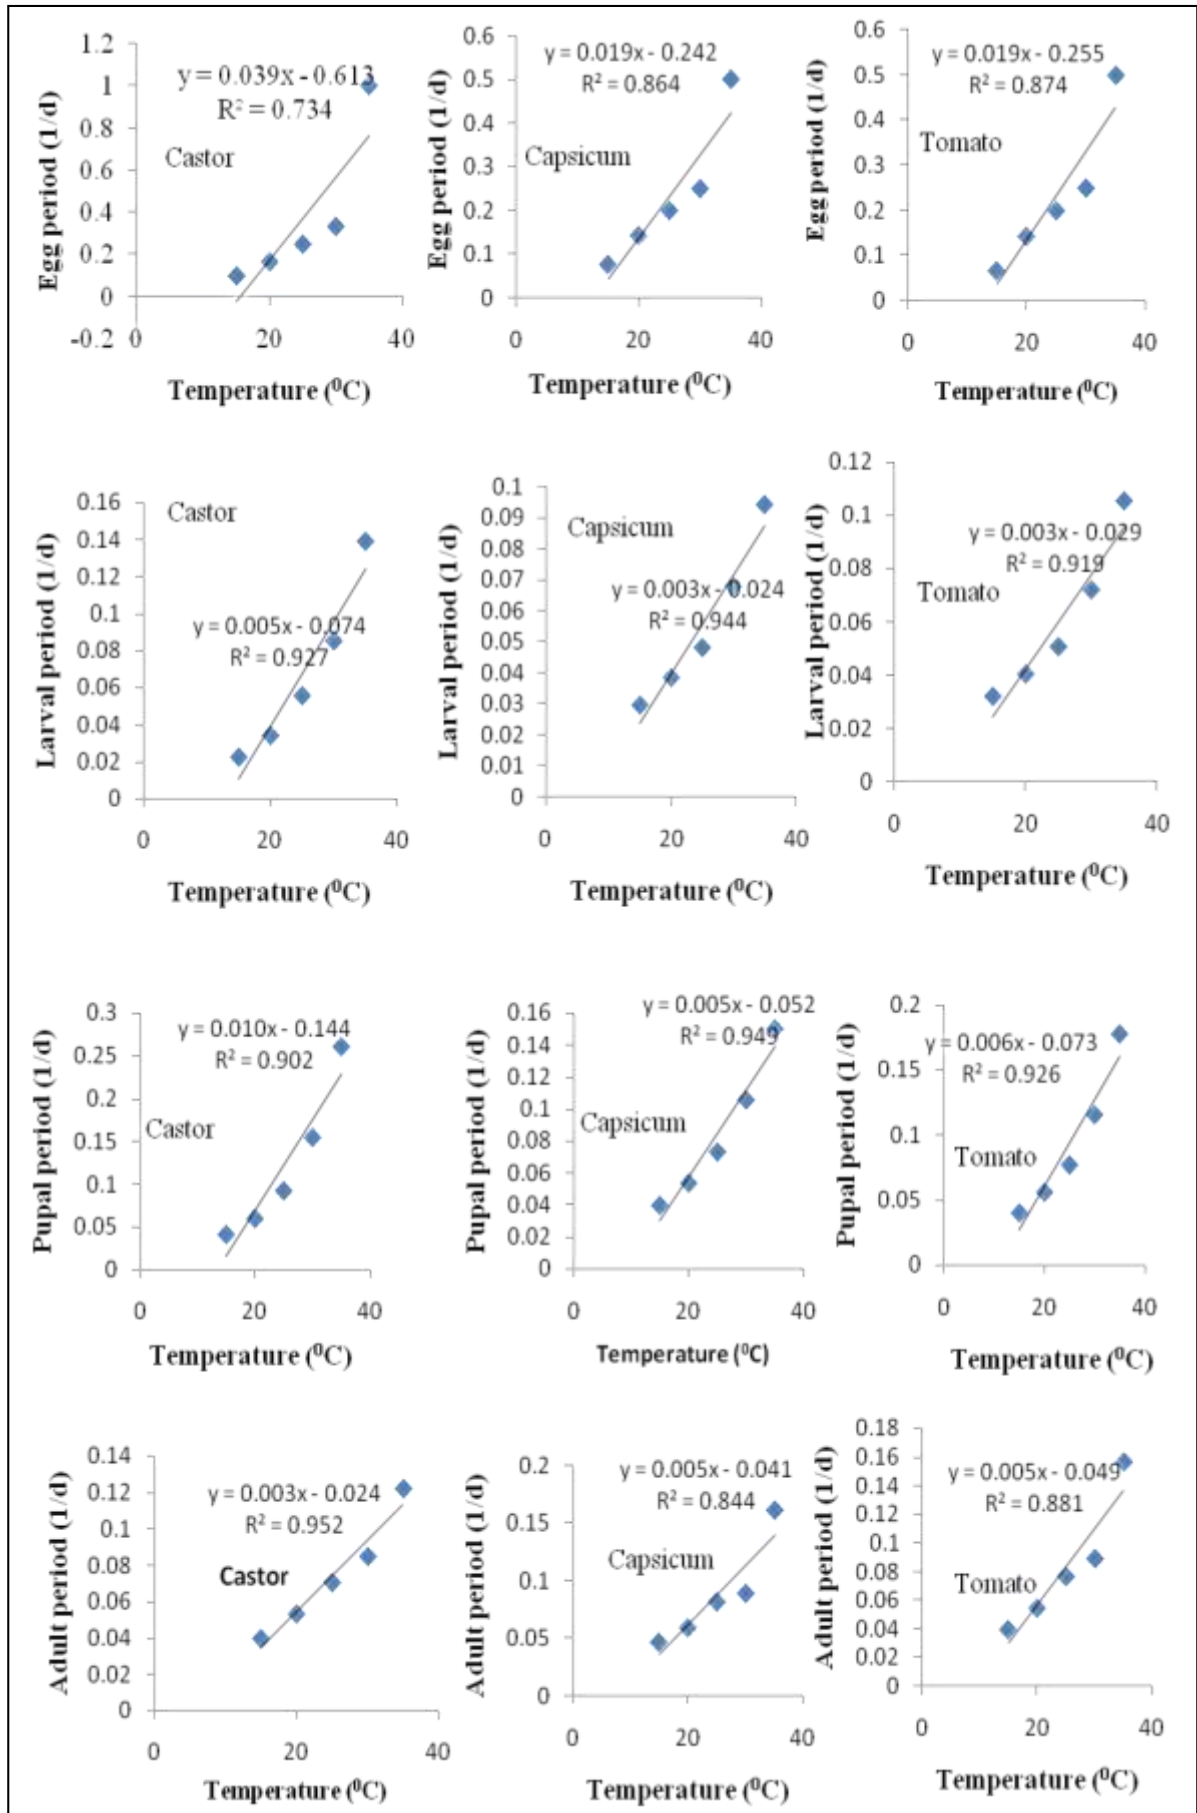 1.2
1
0.8
0.6
0.4
0.2
0
-0.2
0
20
40
y = 0.039x - 0.613
R² = 0.734
Castor
Egg period (1/d)
Temperature (⁰C)
0.6
0.5
0.4
0.3
0.2
0.1
0
0
20
40
y = 0.019x - 0.242
R² = 0.864
Capsicum
Egg period (1/d)
Temperature (⁰C)
0.6
0.5
0.4
0.3
0.2
0.1
0
0
20
40
y = 0.019x - 0.255
R² = 0.874
Tomato
Egg period (1/d)
Temperature (⁰C)
0.16
0.14
0.12
0.1
0.08
0.06
0.04
0.02
0
0
20
40
Castor
y = 0.005x - 0.074
R² = 0.927
Larval period (1/d)
Temperature (⁰C)
0.1
0.09
0.08
0.07
0.06
0.05
0.04
0.03
0.02
0.01
0
0
20
40
Capsicum
y = 0.003x - 0.024
R² = 0.944
Larval period (1/d)
Temperature (⁰C)
0.12
0.1
0.08
0.06
0.04
0.02
0
0
20
40
y = 0.003x - 0.029
R² = 0.919
Tomato
Larval period (1/d)
Temperature (⁰C)
0.3
0.25
0.2
0.15
0.1
0.05
0
0
20
40
y = 0.010x - 0.144
R² = 0.902
Castor
Pupal period (1/d)
Temperature (⁰C)
0.16
0.14
0.12
0.1
0.08
0.06
0.04
0.02
0
0
20
40
y = 0.005x - 0.052
R² = 0.949
Capsicum
Pupal period (1/d)
Temperature (⁰C)
0.2
0.15
0.1
0.05
0
0
20
40
y = 0.006x - 0.073
R² = 0.926
Tomato
Pupal period (1/d)
Temperature (⁰C)
0.14
0.12
0.1
0.08
0.06
0.04
0.02
0
0
20
40
y = 0.003x - 0.024
R² = 0.952
Castor
Adult period (1/d)
Temperature (⁰C)
0.2
0.15
0.1
0.05
0
0
20
40
y = 0.005x - 0.041
R² = 0.844
Capsicum
Adult period (1/d)
Temperature (⁰C)
0.18
0.16
0.14
0.12
0.1
0.08
0.06
0.04
0.02
0
0
20
40
y = 0.005x - 0.049
R² = 0.881
Tomato
Adult period (1/d)
Temperature (⁰C)